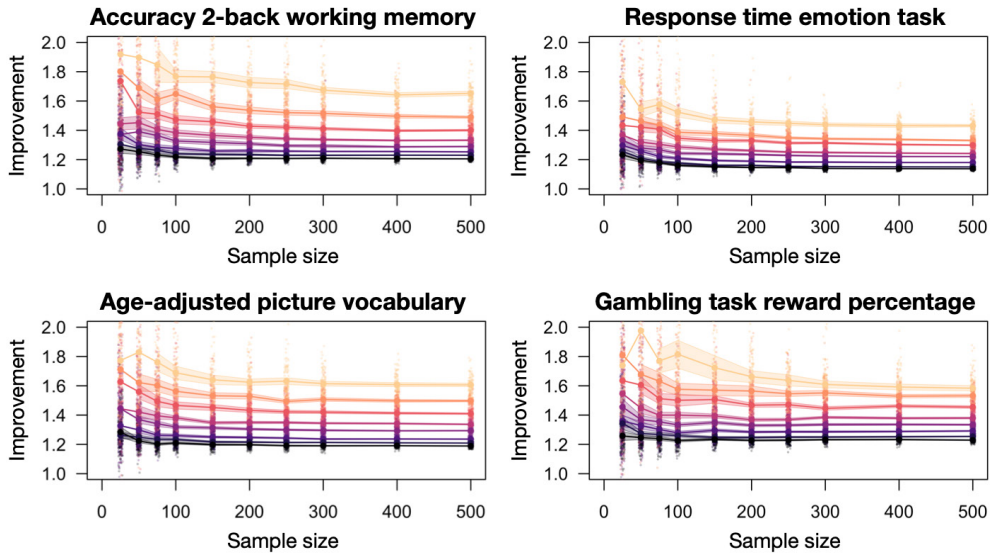 Accuracy 2-back working memory
Improvement
2.0
1.8
1.6
1.4
1.2
1.0
0 100 200 300 400 500
Sample size
Response time emotion task
Improvement
2.0
1.8
1.6
1.4
1.2
1.0
0 100 200 300 400 500
Sample size
Age-adjusted picture vocabulary
Improvement
2.0
1.8
1.6
1.4
1.2
1.0
0 100 200 300 400 500
Sample size
Gambling task reward percentage
Improvement
2.0
1.8
1.6
1.4
1.2
1.0
0 100 200 300 400 500
Sample size